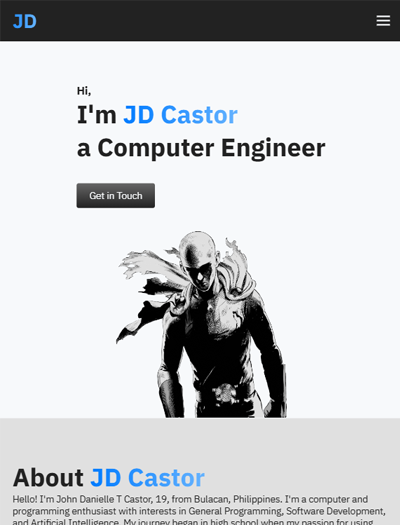 JD
Hi,
I'm JD Castor
a Computer Engineer
Get in Touch
About JD Castor
Hello! I'm John Danielle T Castor, 19, from Bulacan, Philippines. I'm a computer and
programming enthusiast with interests in General Programming, Software Development,
and Artificial Intelligence. My journey began in high school when my passion for using